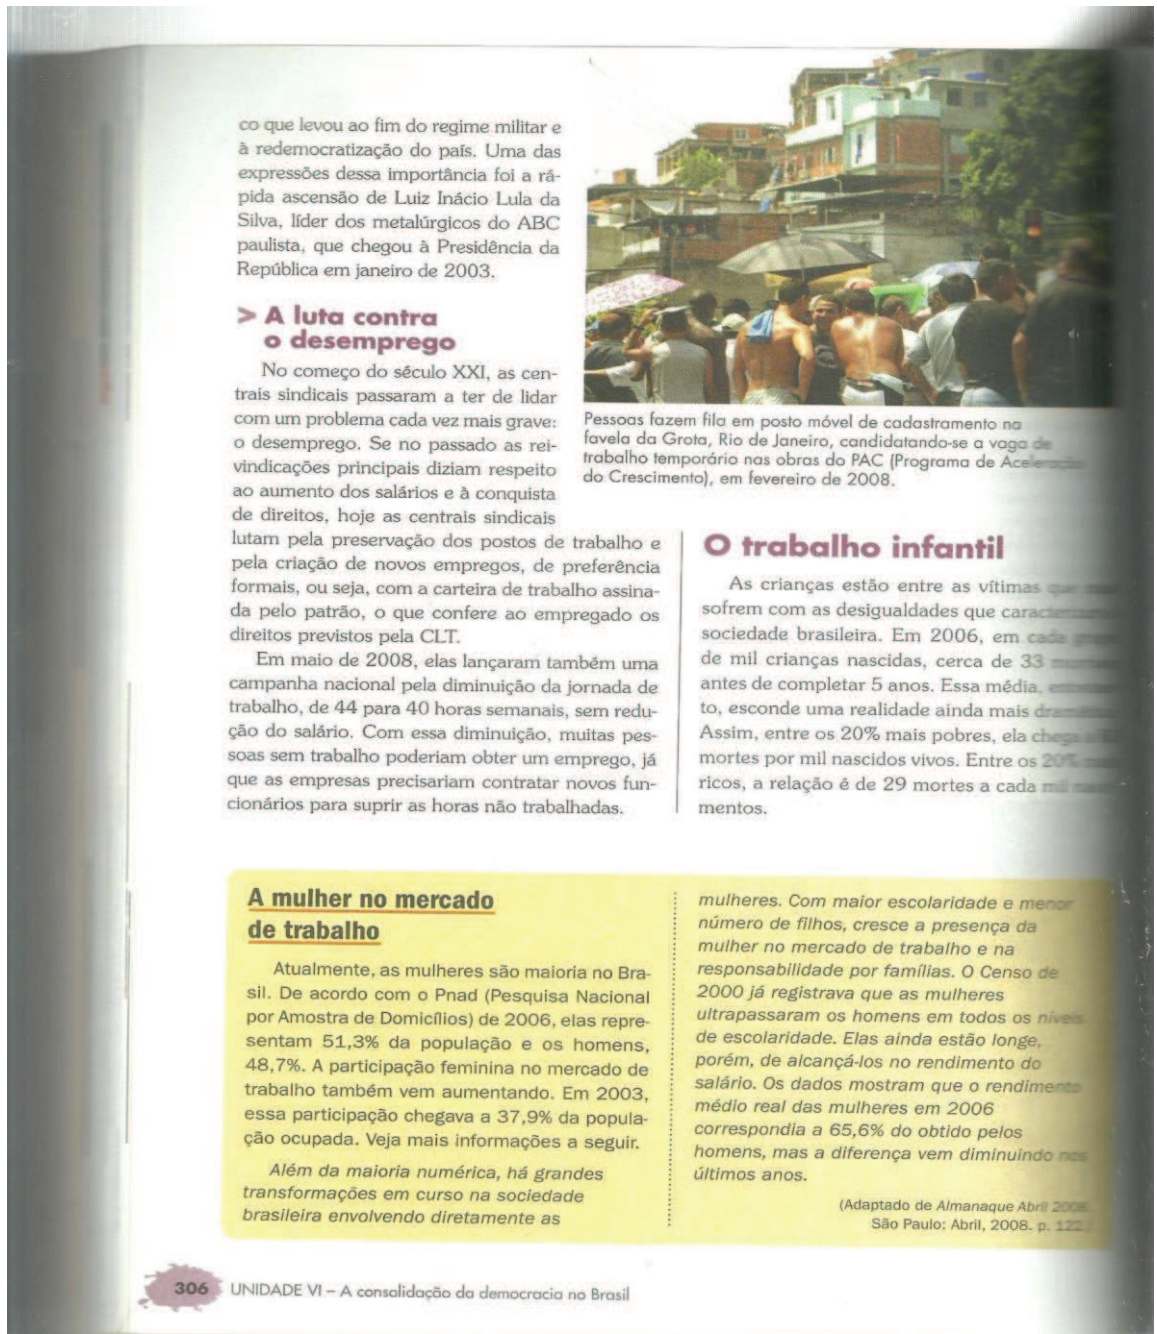 co que levou ao fim do regime militar e
à redemocratização do país. Uma das
expressões dessa importância foi a rá-
pida ascensão de Luiz Inácio Lula da
Silva, líder dos metalúrgicos do ABC
paulista, que chegou à Presidência da
República em janeiro de 2003.
> A luta contra
o desemprego
No começo do século XXI, as cen-
trais sindicais passaram a ter de lidar
com um problema cada vez mais grave:
o desemprego. Se no passado as rei-
vindicações principais diziam respeito
ao aumento dos salários e à conquista
de direitos, hoje as centrais sindicais
lutam pela preservação dos postos de trabalho e
pela criação de novos empregos, de preferência
formais, ou seja, com a carteira de trabalho assina-
da pelo patrão, o que confere ao empregado os
direitos previstos pela CLT.
Em maio de 2008, elas lançaram também uma
campanha nacional pela diminuição da jornada de
trabalho, de 44 para 40 horas semanais, sem redu-
ção do salário. Com essa diminuição, muitas pes-
soas sem trabalho poderiam obter um emprego, já
que as empresas precisariam contratar novos fun-
cionários para suprir as horas não trabalhadas.
Pessoas fazem fila em posto móvel de cadastramento na
favela da Grota, Rio de Janeiro, candidatando-se a vaga de
trabalho temporário nas obras do PAC (Programa de Aceleração
do Crescimento), em fevereiro de 2008.
O trabalho infantil
As crianças estão entre as vítimas que
sofrem com as desigualdades que
sociedade brasileira. Em 2006, em cada
de mil crianças nascidas, cerca de 33
antes de completar 5 anos. Essa média,
to, esconde uma realidade ainda mais
Assim, entre os 20% mais pobres, ela chega
mortes por mil nascidos vivos. Entre os 20%
ricos, a relação é de 29 mortes a cada mil
mentos.
A mulher no mercado
de trabalho
Atualmente, as mulheres são maioria no Bra-
sil. De acordo com o Pnad (Pesquisa Nacional
por Amostra de Domicílios) de 2006, elas repre-
sentam 51,3% da população e os homens,
48,7%. A participação feminina no mercado de
trabalho também vem aumentando. Em 2003,
essa participação chegava a 37,9% da popula-
ção ocupada. Veja mais informações a seguir.
Além da maioria numérica, há grandes
transformações em curso na sociedade
brasileira envolvendo diretamente as
mulheres. Com maior escolaridade e menor
número de filhos, cresce a presença da
mulher no mercado de trabalho e na
responsabilidade por famílias. O Censo de
2000 já registrava que as mulheres
ultrapassaram os homens em todos os níveis
de escolaridade. Elas ainda estão longe,
porém, de alcançá-los no rendimento do
salário. Os dados mostram que o rendimento
médio real das mulheres em 2006
correspondia a 65,6% do obtido pelos
homens, mas a diferença vem diminuindo nos
últimos anos.
(Adaptado de Almanaque Abril
São Paulo: Abril, 2008. p. 122.
306 UNIDADE VI – A consolidação da democracia no Brasil